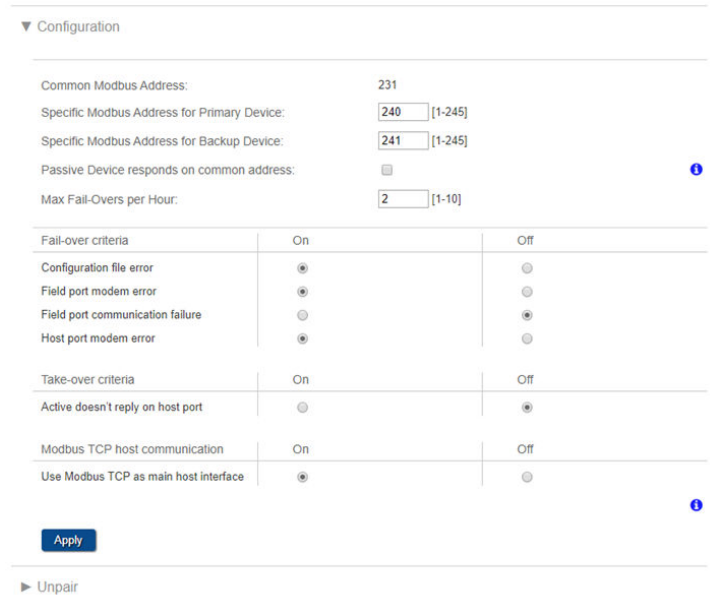 Configuration
Common Modbus Address: 231
Specific Modbus Address for Primary Device: 240 [1-245]
Specific Modbus Address for Backup Device: 241 [1-245]
Passive Device responds on common address:
Max Fail-Overs per Hour: 2 [1-10]
Fail-over criteria On Off
Configuration file error
Field port modem error
Field port communication failure
Host port modem error
Take-over criteria On Off
Active doesn't reply on host port
Modbus TCP host communication On Off
Use Modbus TCP as main host interface
Apply
Unpair